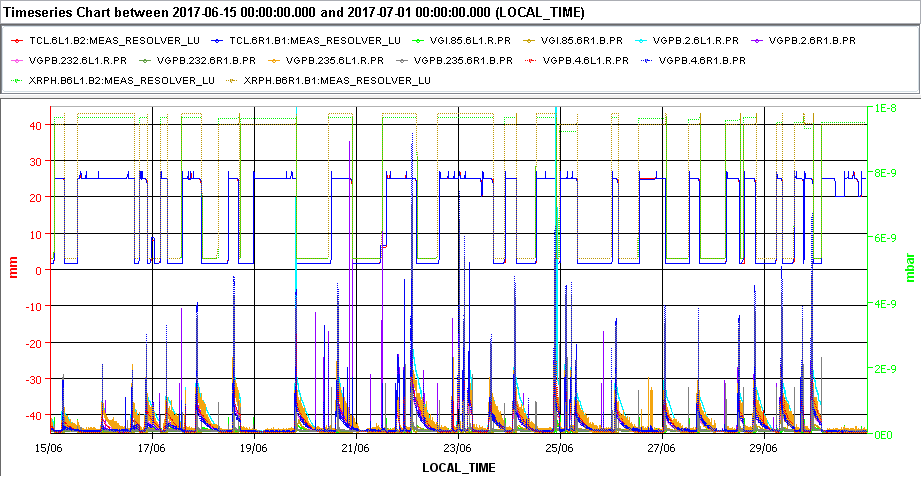 Timeseries Chart between 2017-06-15 00:00:00.000 and 2017-07-01 00:00:00.000 (LOCAL_TIME)
TCL.6L1.B2:MEAS_RESOLVER_LU TCL.6R1.B1:MEAS_RESOLVER_LU VGI.85.6L1.R.PR VGI.85.6R1.B.PR VGPB.2.6L1.R.PR VGPB.2.6R1.B.PR
VGPB.232.6L1.R.PR VGPB.232.6R1.B.PR VGPB.235.6L1.R.PR VGPB.235.6R1.B.PR VGPB.4.6L1.R.PR VGPB.4.6R1.B.PR
XRPH.B6L1.B2:MEAS_RESOLVER_LU XRPH.B6R1.B1:MEAS_RESOLVER_LU
1E-8
40
30
8E-9
20
10
6E-9
mm
0
mbar
-10
4E-9
-20
2E-9
-30
-40
0E0
15/06 17/06 19/06 21/06 23/06 25/06 27/06 29/06
LOCAL_TIME